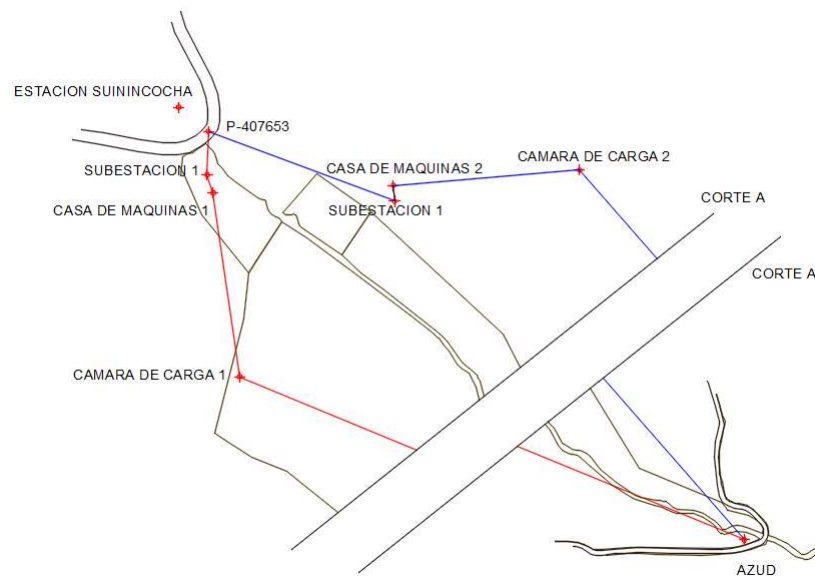 ESTACION SUININCOCHA
P-407653
SUBESTACION 1
CASA DE MAQUINAS 2
CAMARA DE CARGA 2
CASA DE MAQUINAS 1
SUBESTACION 1
CORTE A
CORTE A
CAMARA DE CARGA 1
AZUD